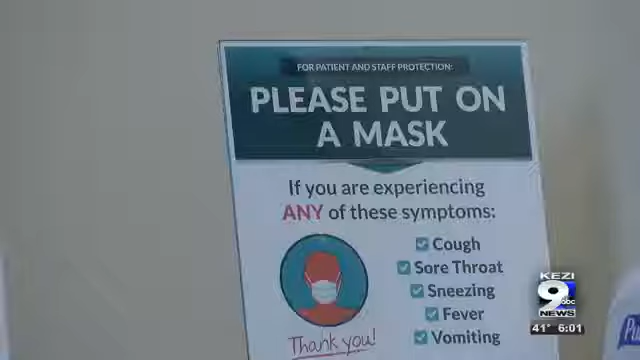 FOR PATIENT AND STAFF PROTECTION:
PLEASE PUT ON
A MASK
If you are experiencing
ANY of these symptoms:
Cough
Sore Throat
Sneezing
Fever
Vomiting
Thank you!
KEZI
9 abc
NEWS
41° 6:01